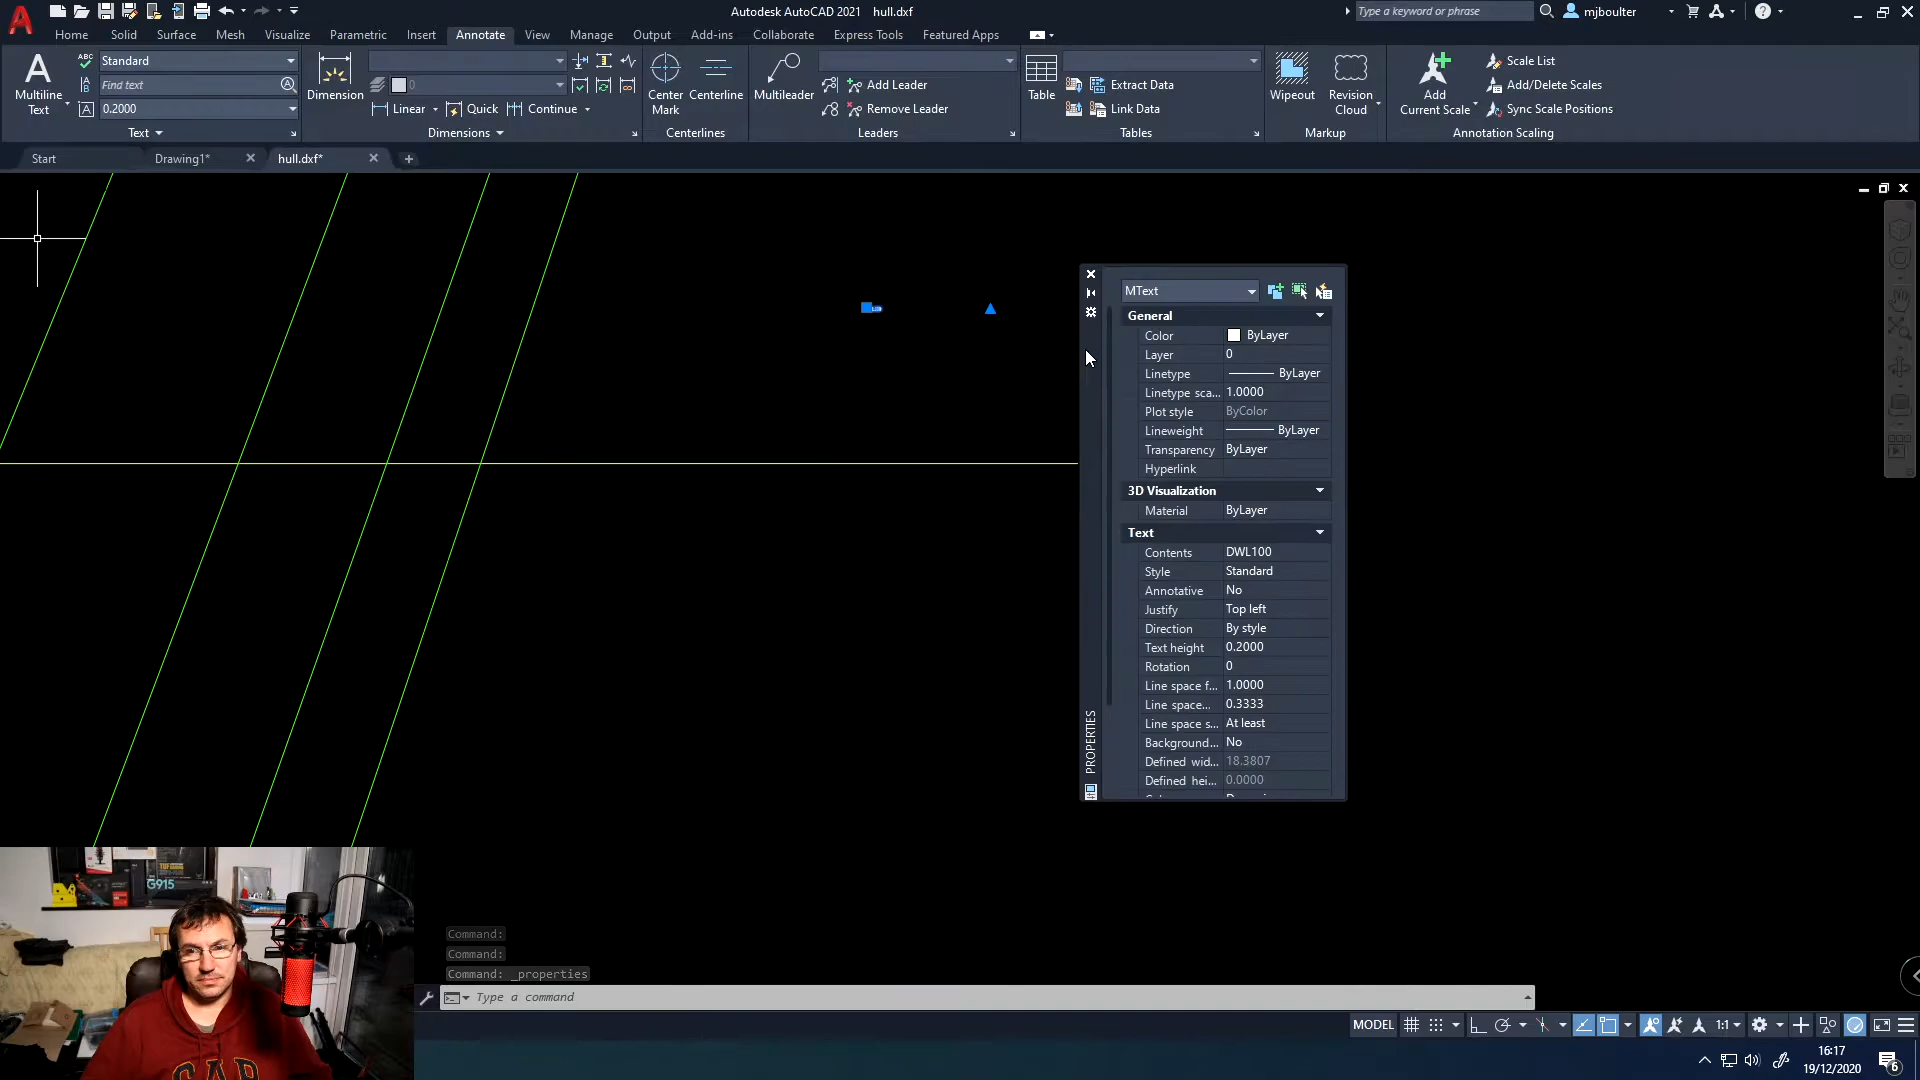 Autodesk AutoCAD 2021 hull.dxf
Type a keyword or phrase
mjboulter
Home Solid Surface Mesh Visualize Parametric Insert Annotate View Manage Output Add-ins Collaborate Express Tools Featured Apps
Multiline
Text
ABC
Standard
Find text
0.2000
Text
Dimension
0
Linear
Quick
Continue
Dimensions
Center
Mark
Centerline
Centerlines
Multileader
Add Leader
Remove Leader
Leaders
Table
Extract Data
Link Data
Tables
Wipeout
Revision
Cloud
Markup
Add
Current Scale
Scale List
Add/Delete Scales
Sync Scale Positions
Annotation Scaling
Start
Drawing1*
hull.dxf*
MText
General
Color ByLayer
Layer 0
Linetype ByLayer
Linetype sca... 1.0000
Plot style ByColor
Lineweight ByLayer
Transparency ByLayer
Hyperlink
3D Visualization
Material ByLayer
Text
Contents DWL100
Style Standard
Annotative No
Justify Top left
Direction By style
Text height 0.2000
Rotation 0
Line space f... 1.0000
Line space... 0.3333
Line space s... At least
Background... No
Defined wid... 18.3807
Defined hei... 0.0000
PROPERTIES
G915
GAP
Command:
Command:
Command: _properties
Type a command
MODEL
1:1
16:17
19/12/2020
6